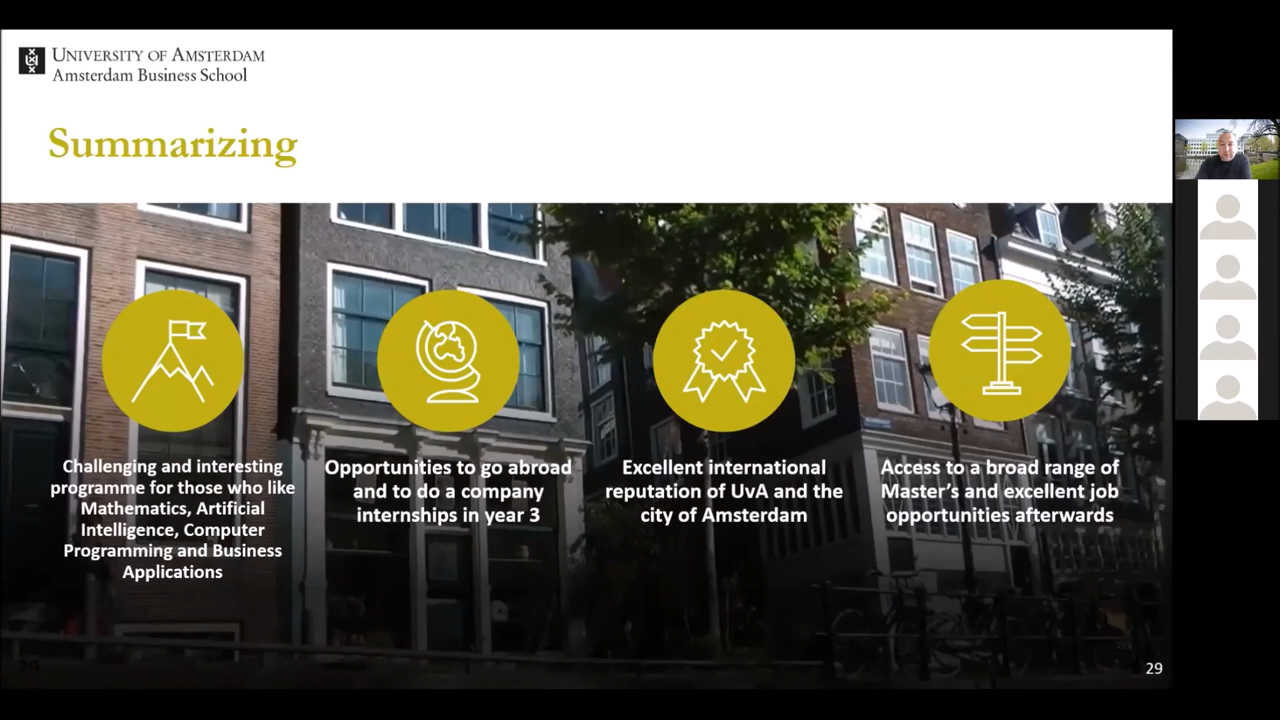 UNIVERSITY OF AMSTERDAM
Amsterdam Business School
Summarizing
Challenging and interesting
programme for those who like
Mathematics, Artificial
Intelligence, Computer
Programming and Business
Applications
Opportunities to go abroad
and to do a company
internships in year 3
Excellent international
reputation of UvA and the
city of Amsterdam
Access to a broad range of
Master's and excellent job
opportunities afterwards
29